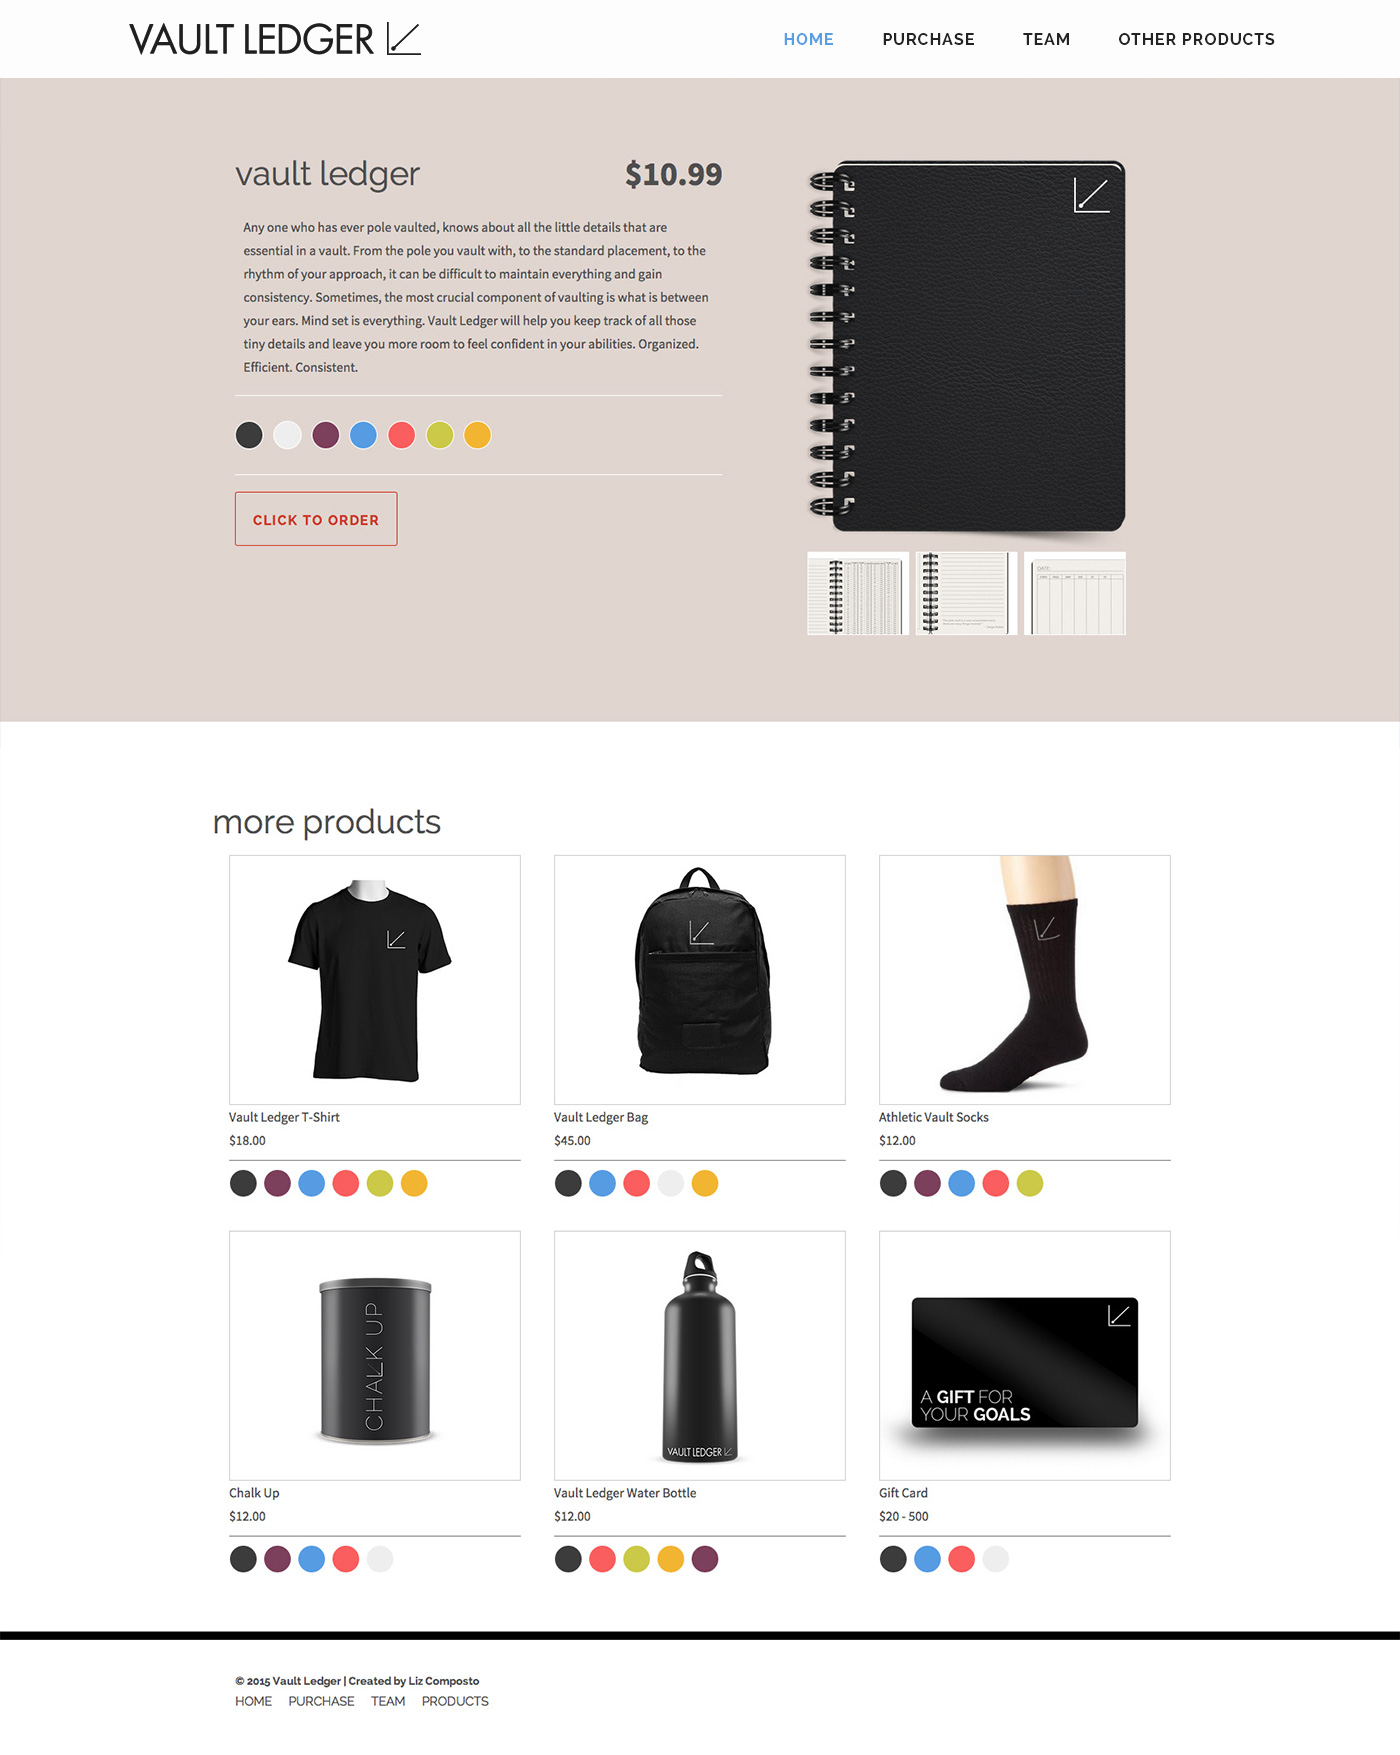 VAULT LEDGER
HOME PURCHASE TEAM OTHER PRODUCTS
vault ledger $10.99
Any one who has ever pole vaulted, knows about all the little details that are
essential in a vault. From the pole you vault with, to the standard placement, to the
rhythm of your approach, it can be difficult to maintain everything and gain
consistency. Sometimes, the most crucial component of vaulting is what is between
your ears. Mind set is everything. Vault Ledger will help you keep track of all those
tiny details and leave you more room to feel confident in your abilities. Organized.
Efficient. Consistent.
CLICK TO ORDER
DATE:
more products
Vault Ledger T-Shirt
$18.00
Vault Ledger Bag
$45.00
Athletic Vault Socks
$12.00
CHALK UP
VAULT LEDGER
A GIFT FOR
YOUR GOALS
Chalk Up
$12.00
Vault Ledger Water Bottle
$12.00
Gift Card
$20 - 500
© 2015 Vault Ledger | Created by Liz Composto
HOME PURCHASE TEAM PRODUCTS